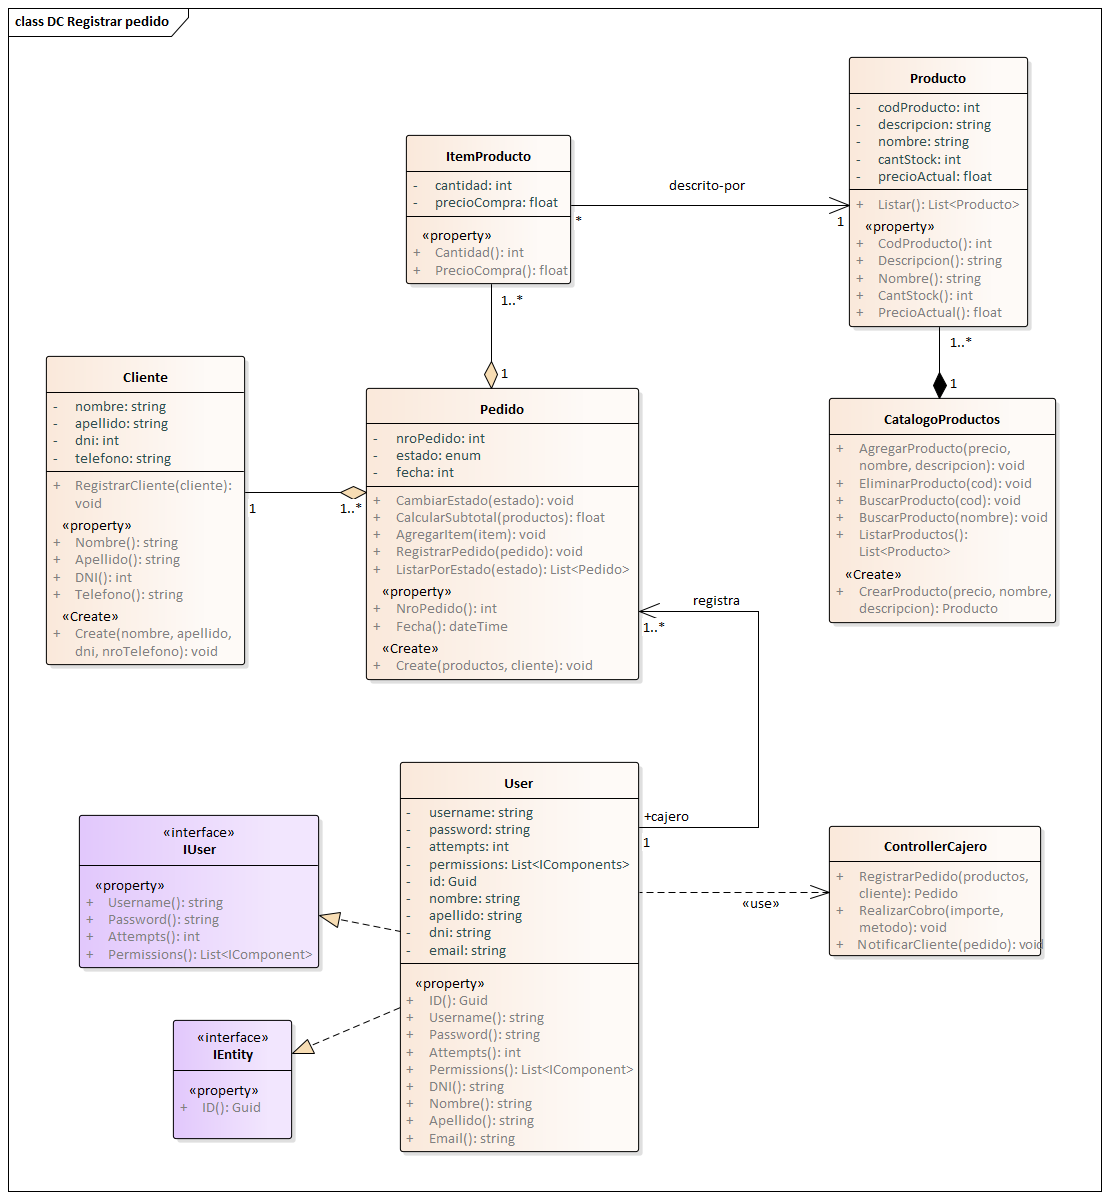 class DC Registrar pedido
Producto
- codProducto: int
- descripcion: string
- nombre: string
- cantStock: int
- precioActual: float
+ Listar(): List<Producto>
«property»
+ CodProducto(): int
+ Descripcion(): string
+ Nombre(): string
+ CantStock(): int
+ PrecioActual(): float
ItemProducto
- cantidad: int
- precioCompra: float
«property»
+ Cantidad(): int
+ PrecioCompra(): float
descrito-por
*
1
1..*
1
1..*
1
Cliente
- nombre: string
- apellido: string
- dni: int
- telefono: string
+ RegistrarCliente(cliente):
void
«property»
+ Nombre(): string
+ Apellido(): string
+ DNI(): int
+ Telefono(): string
«Create»
+ Create(nombre, apellido,
dni, nroTelefono): void
1
1..*
Pedido
- nroPedido: int
- estado: enum
- fecha: int
+ CambiarEstado(estado): void
+ CalcularSubtotal(productos): float
+ AgregarItem(item): void
+ RegistrarPedido(pedido): void
+ ListarPorEstado(estado): List<Pedido>
«property»
+ NroPedido(): int
+ Fecha(): dateTime
«Create»
+ Create(productos, cliente): void
CatalogoProductos
+ AgregarProducto(precio,
nombre, descripcion): void
+ EliminarProducto(cod): void
+ BuscarProducto(cod): void
+ BuscarProducto(nombre): void
+ ListarProductos():
List<Producto>
«Create»
+ CrearProducto(precio, nombre,
descripcion): Producto
registra
1..*
+cajero
1
User
- username: string
- password: string
- attempts: int
- permissions: List<IComponents>
- id: Guid
- nombre: string
- apellido: string
- dni: string
- email: string
«property»
+ ID(): Guid
+ Username(): string
+ Password(): string
+ Attempts(): int
+ Permissions(): List<IComponent>
+ DNI(): string
+ Nombre(): string
+ Apellido(): string
+ Email(): string
«interface»
IUser
«property»
+ Username(): string
+ Password(): string
+ Attempts(): int
+ Permissions(): List<IComponent>
«interface»
IEntity
«property»
+ ID(): Guid
«use»
ControllerCajero
+ RegistrarPedido(productos,
cliente): Pedido
+ RealizarCobro(importe,
metodo): void
+ NotificarCliente(pedido): void